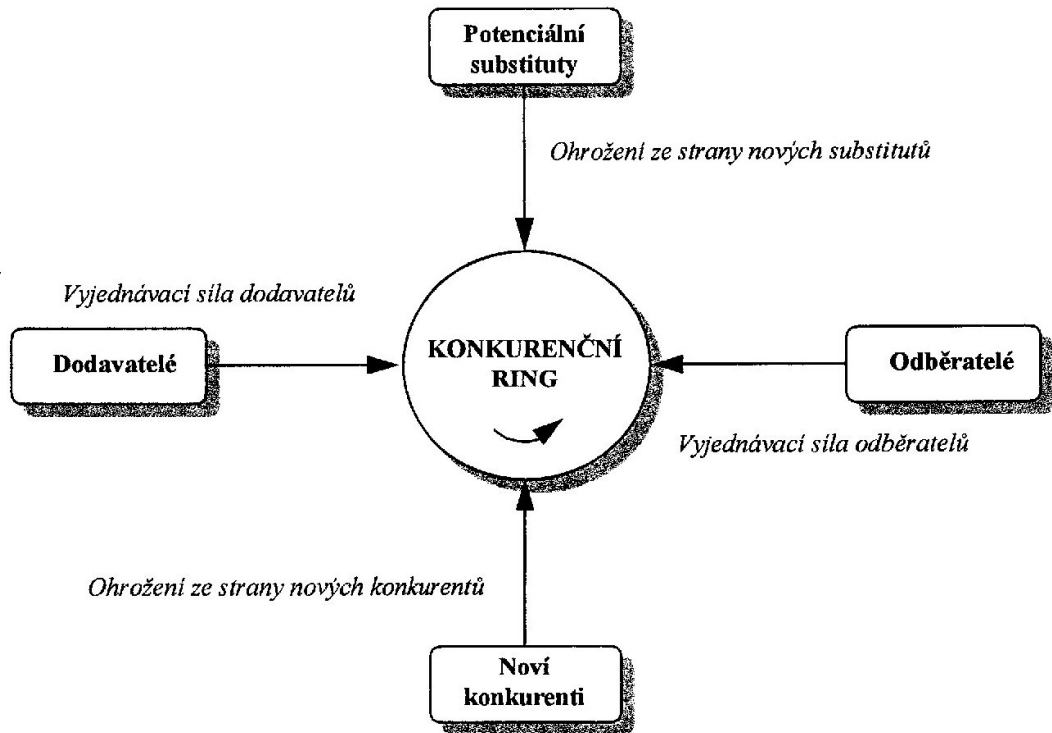 Potenciální
substituty
Ohrožení ze strany nových substitutů
Vyjednávací síla dodavatelů
Dodavatelé
KONKURENČNÍ
RING
Odběratelé
Vyjednávací síla odběratelů
Ohrožení ze strany nových konkurentů
Noví
konkurenti